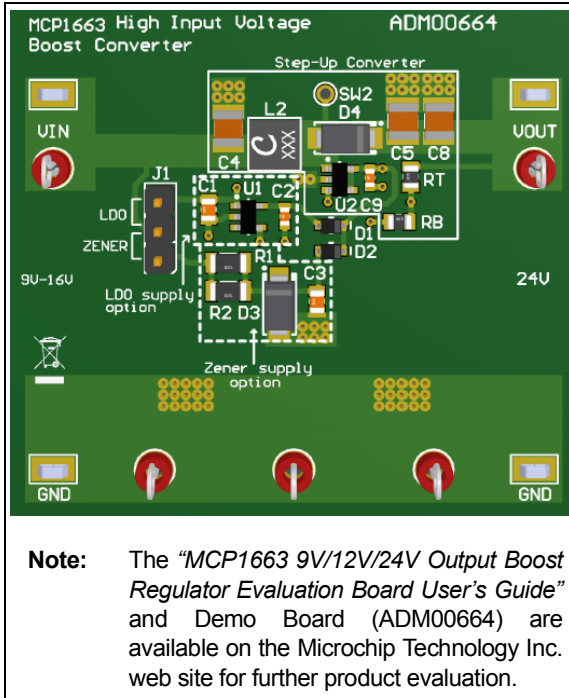 MCP1663 High Input Voltage
Boost Converter
ADM00664
Step-Up Converter
SW2
L2
D4
VIN
C
XXX
VOUT
C4
C5 C8
J1
C1
U1
C2
U2 C9
RT
LDO
ZENER
D1
RB
D2
R1
C3
9V-16V
LDO supply
option
R2 D3
24V
Zener supply
option
GND
GND
Note: The "MCP1663 9V/12V/24V Output Boost
Regulator Evaluation Board User's Guide"
and Demo Board (ADM00664) are
available on the Microchip Technology Inc.
web site for further product evaluation.